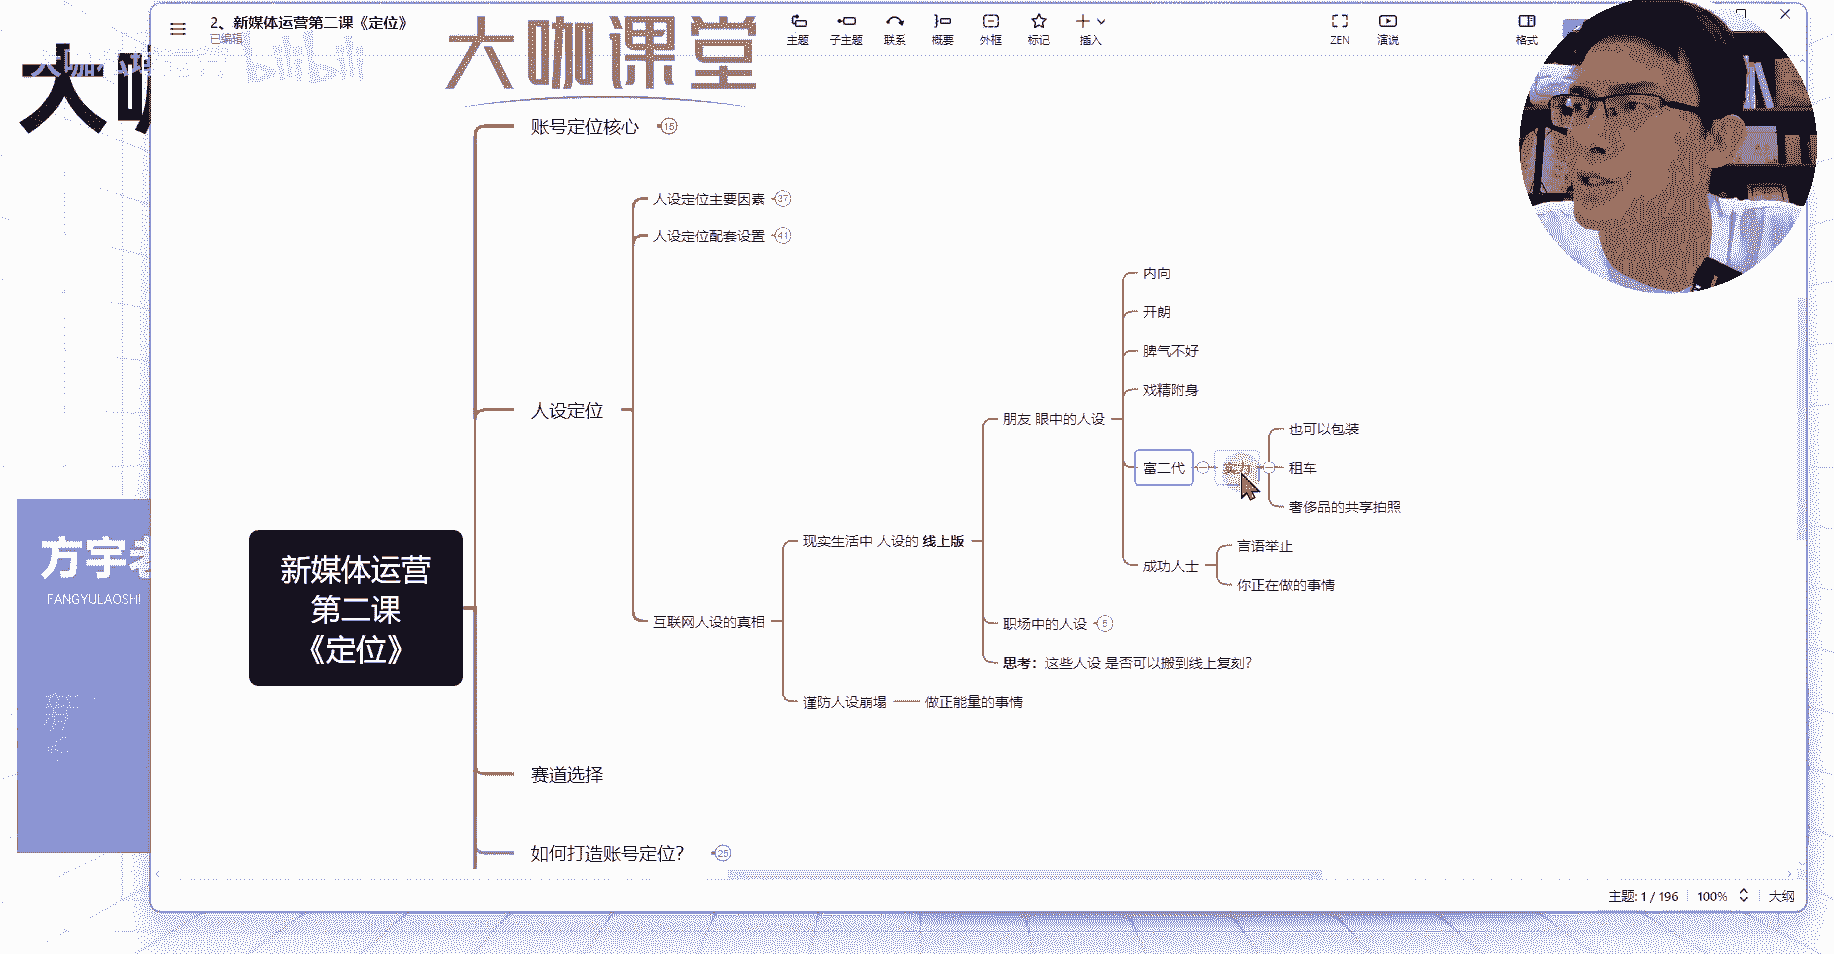 2、新媒体运营第二课《定位》
已编辑
bilibili
大咖课堂
主题
子主题
联系
概要
外框
标记
插入
ZEN
演说
格式
账号定位核心
15
人设定位主要因素
37
人设定位配套设置
41
内向
开朗
脾气不好
戏精附身
人设定位
朋友 眼中的人设
也可以包装
富二代
租车
奢侈品的共享拍照
现实生活中 人设的 线上版
言语举止
成功人士
你正在做的事情
新媒体运营
第二课
《定位》
方宇老
FANGYULAOSHI
互联网人设的真相
职场中的人设
思考：这些人设 是否可以搬到线上复刻？
谨防人设崩塌
做正能量的事情
赛道选择
如何打造账号定位？
25
主题: 1 / 196
100%
大纲